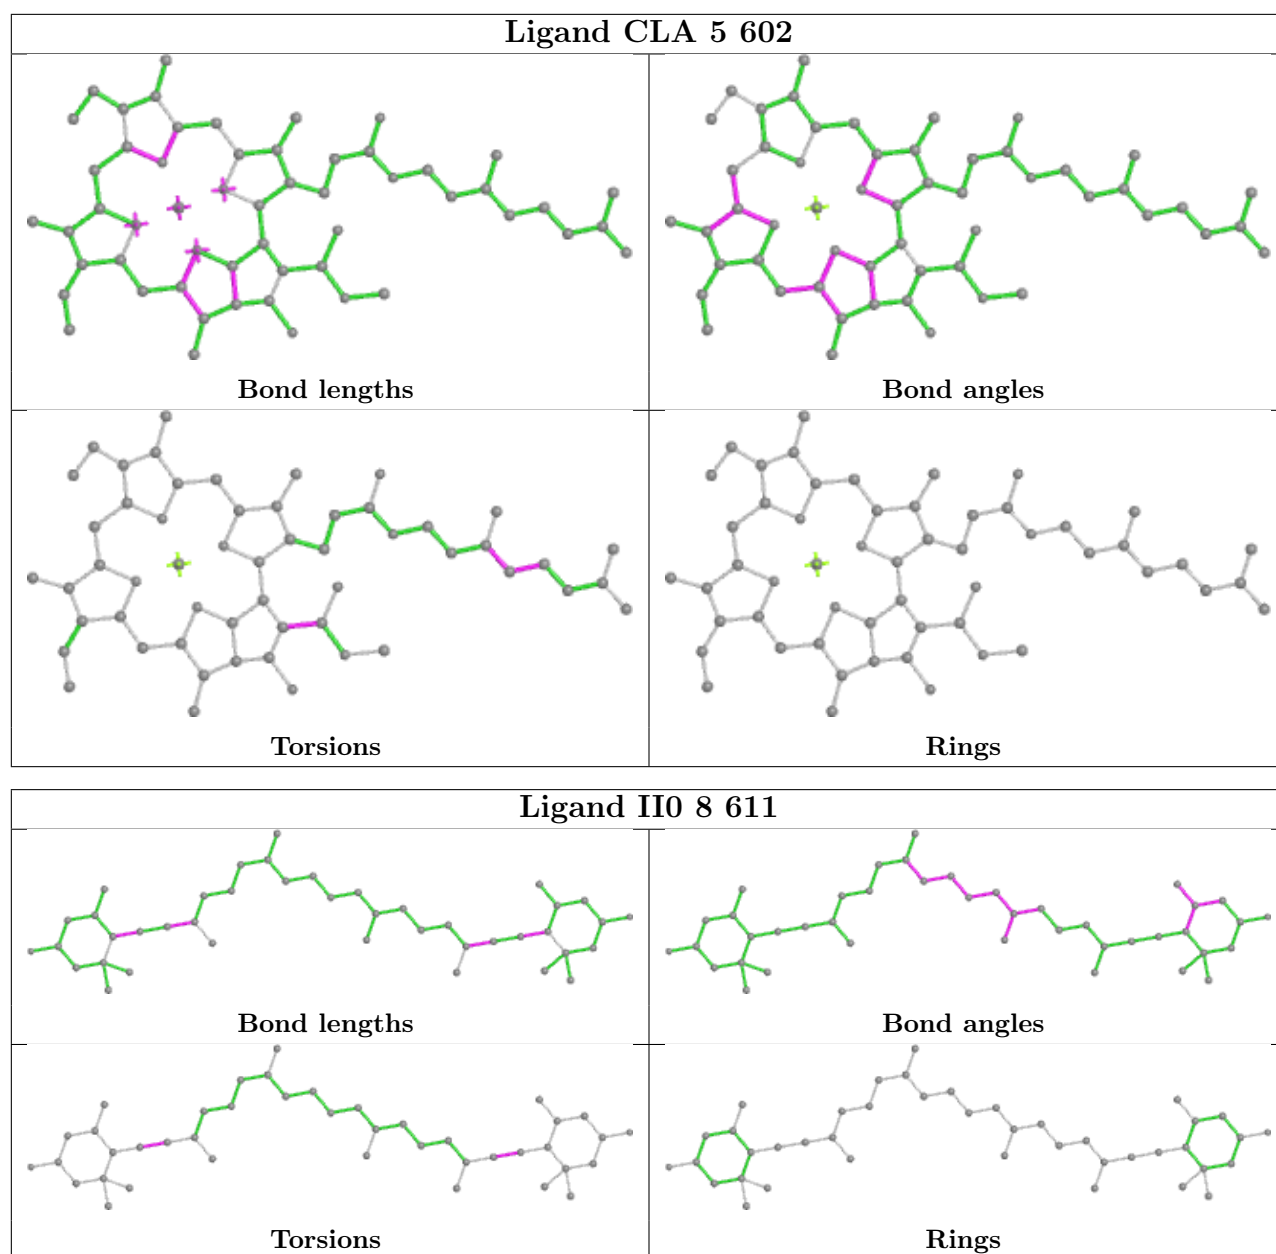 Ligand CLA 5 602
Bond lengths
Bond angles
Torsions
Rings
Ligand II0 8 611
Bond lengths
Bond angles
Torsions
Rings